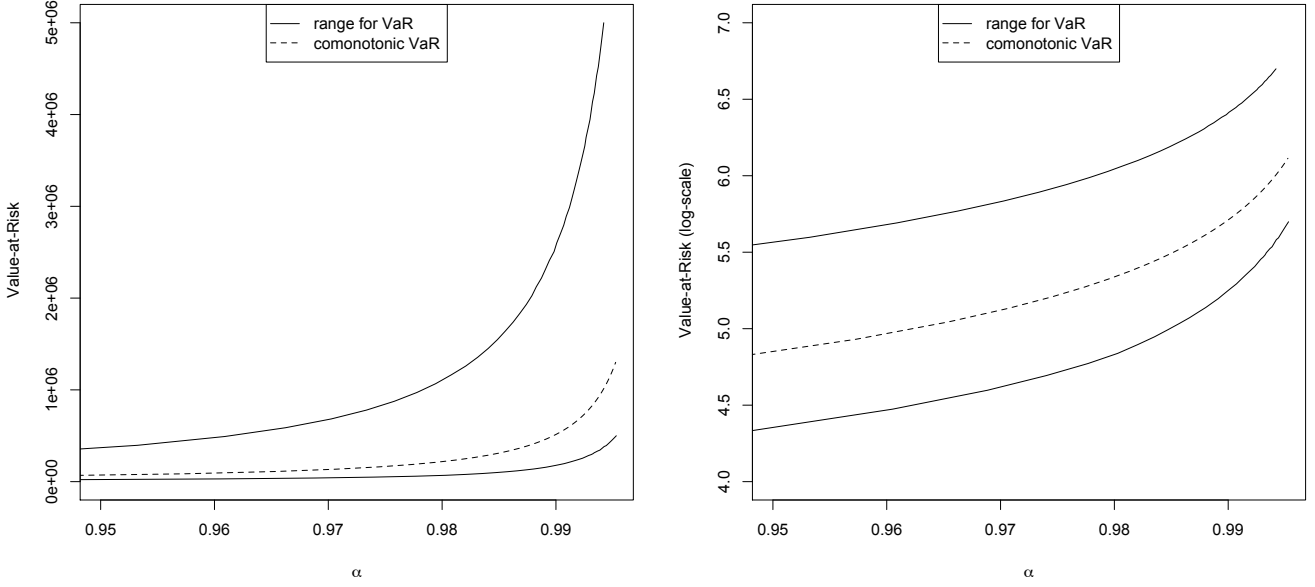 range for VaR
comonotonic VaR
5e+06
4e+06
3e+06
2e+06
1e+06
0e+00
Value-at-Risk
0.95 0.96 0.97 0.98 0.99
α
range for VaR
comonotonic VaR
7.0
6.5
6.0
5.5
5.0
4.5
4.0
Value-at-Risk (log-scale)
0.95 0.96 0.97 0.98 0.99
α